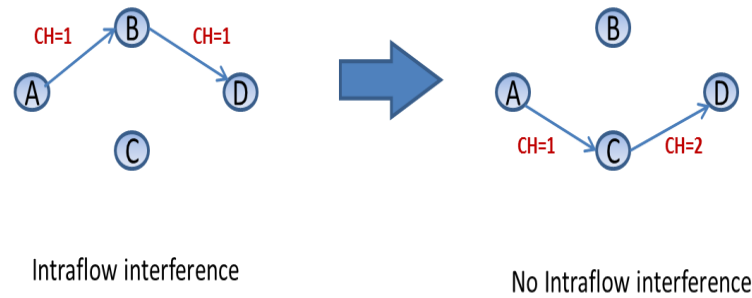 B
CH=1 CH=1
A
D
C
Intraflow interference
B
A
D
CH=1 CH=2
C
No Intraflow interference